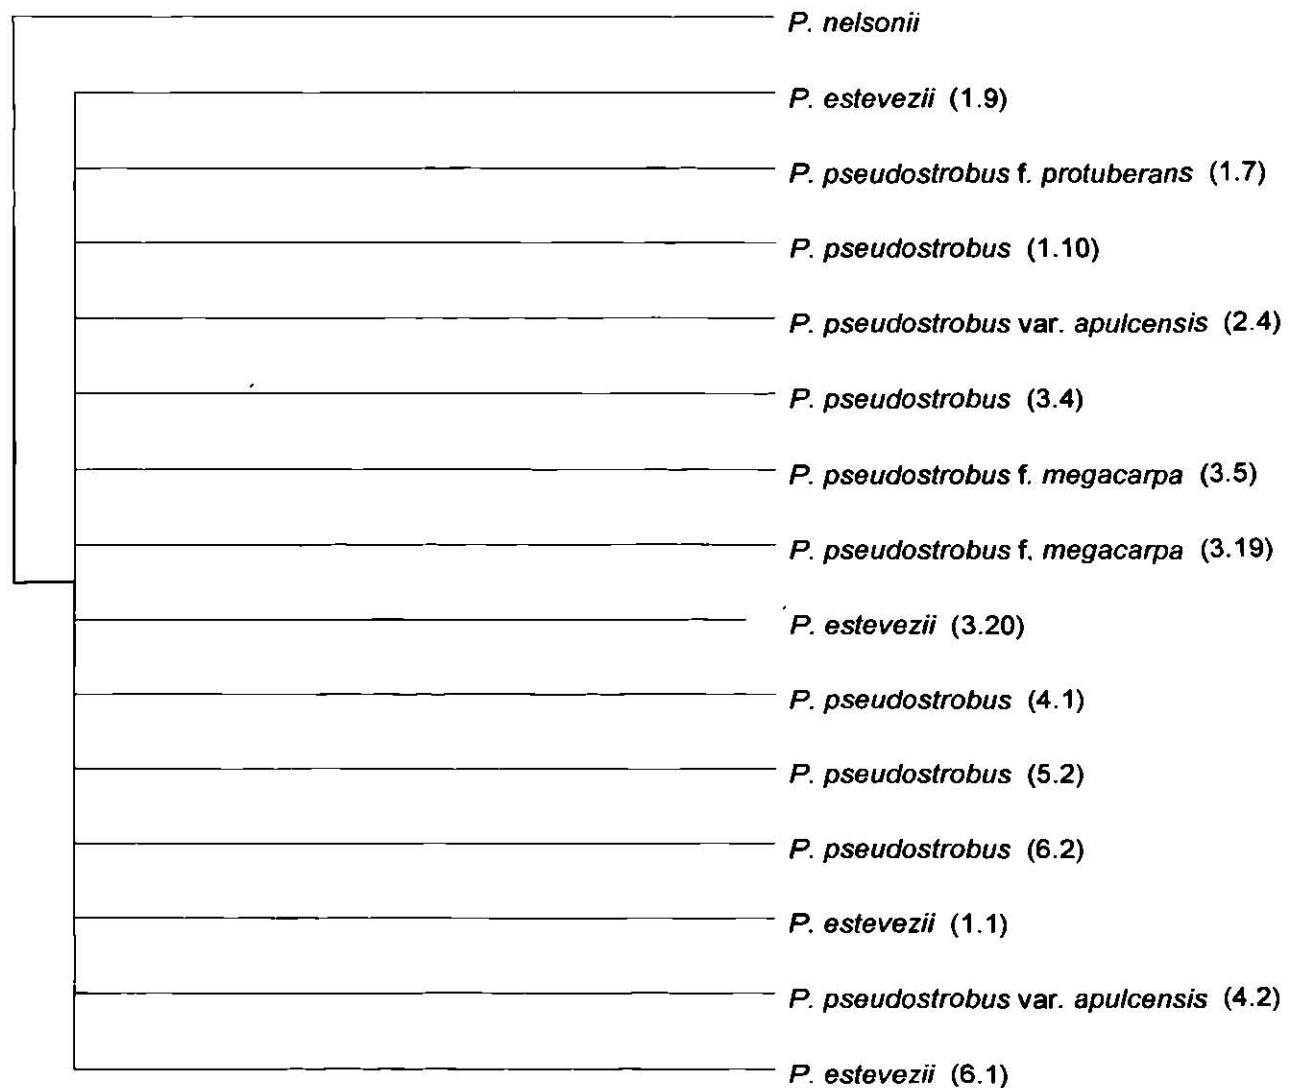 P. nelsonii
P. estevezii (1.9)
P. pseudostrobus f. protuberans (1.7)
P. pseudostrobus (1.10)
P. pseudostrobus var. apulcensis (2.4)
P. pseudostrobus (3.4)
P. pseudostrobus f. megacarpa (3.5)
P. pseudostrobus f. megacarpa (3.19)
P. estevezii (3.20)
P. pseudostrobus (4.1)
P. pseudostrobus (5.2)
P. pseudostrobus (6.2)
P. estevezii (1.1)
P. pseudostrobus var. apulcensis (4.2)
P. estevezii (6.1)